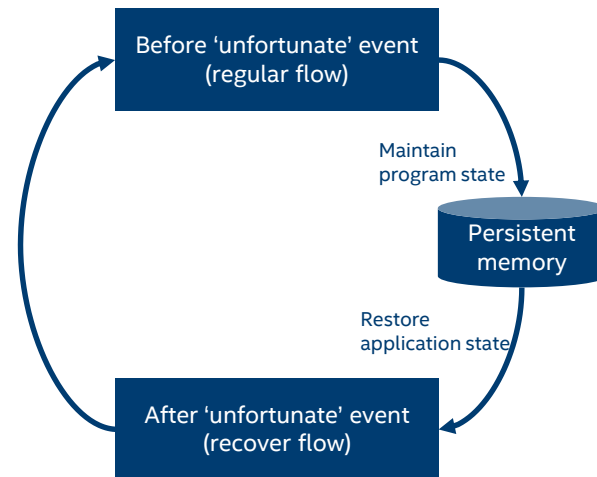 Before ‘unfortunate’ event
(regular flow)
Maintain
program state
Persistent
memory
Restore
application state
After ‘unfortunate’ event
(recover flow)